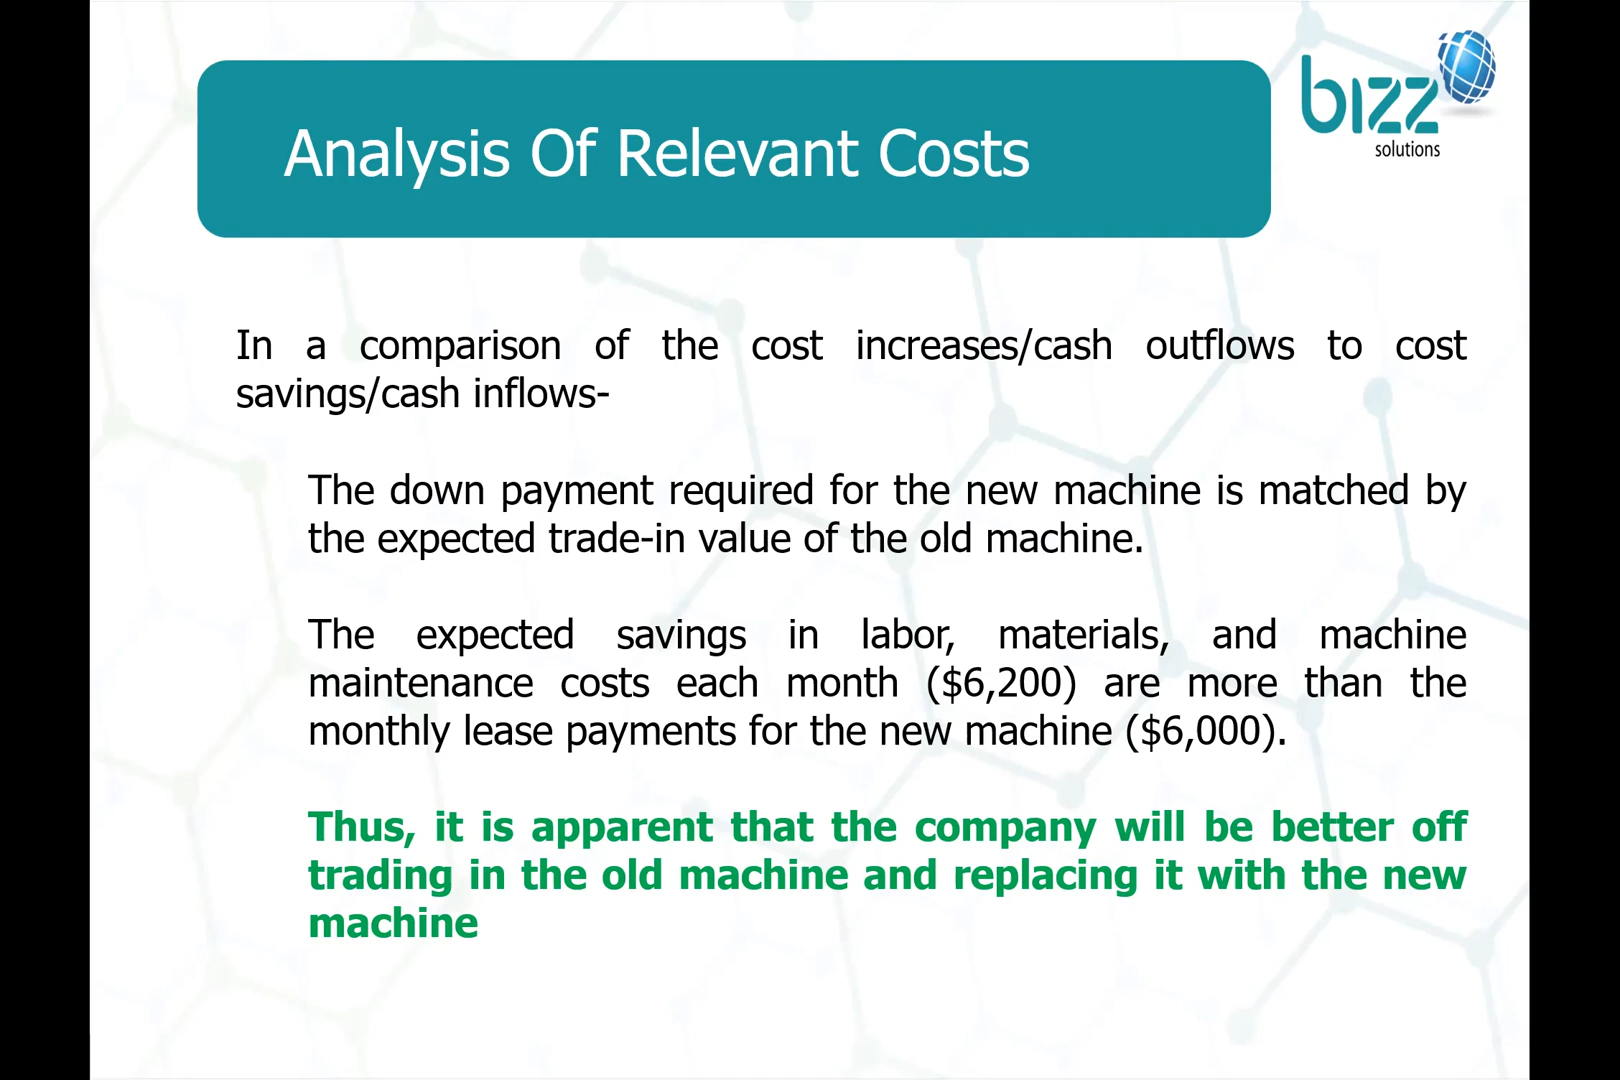 Analysis Of Relevant Costs
bizz
solutions
In a comparison of the cost increases/cash outflows to cost
savings/cash inflows-
The down payment required for the new machine is matched by
the expected trade-in value of the old machine.
The expected savings in labor, materials, and machine
maintenance costs each month ($6,200) are more than the
monthly lease payments for the new machine ($6,000).
Thus, it is apparent that the company will be better off
trading in the old machine and replacing it with the new
machine